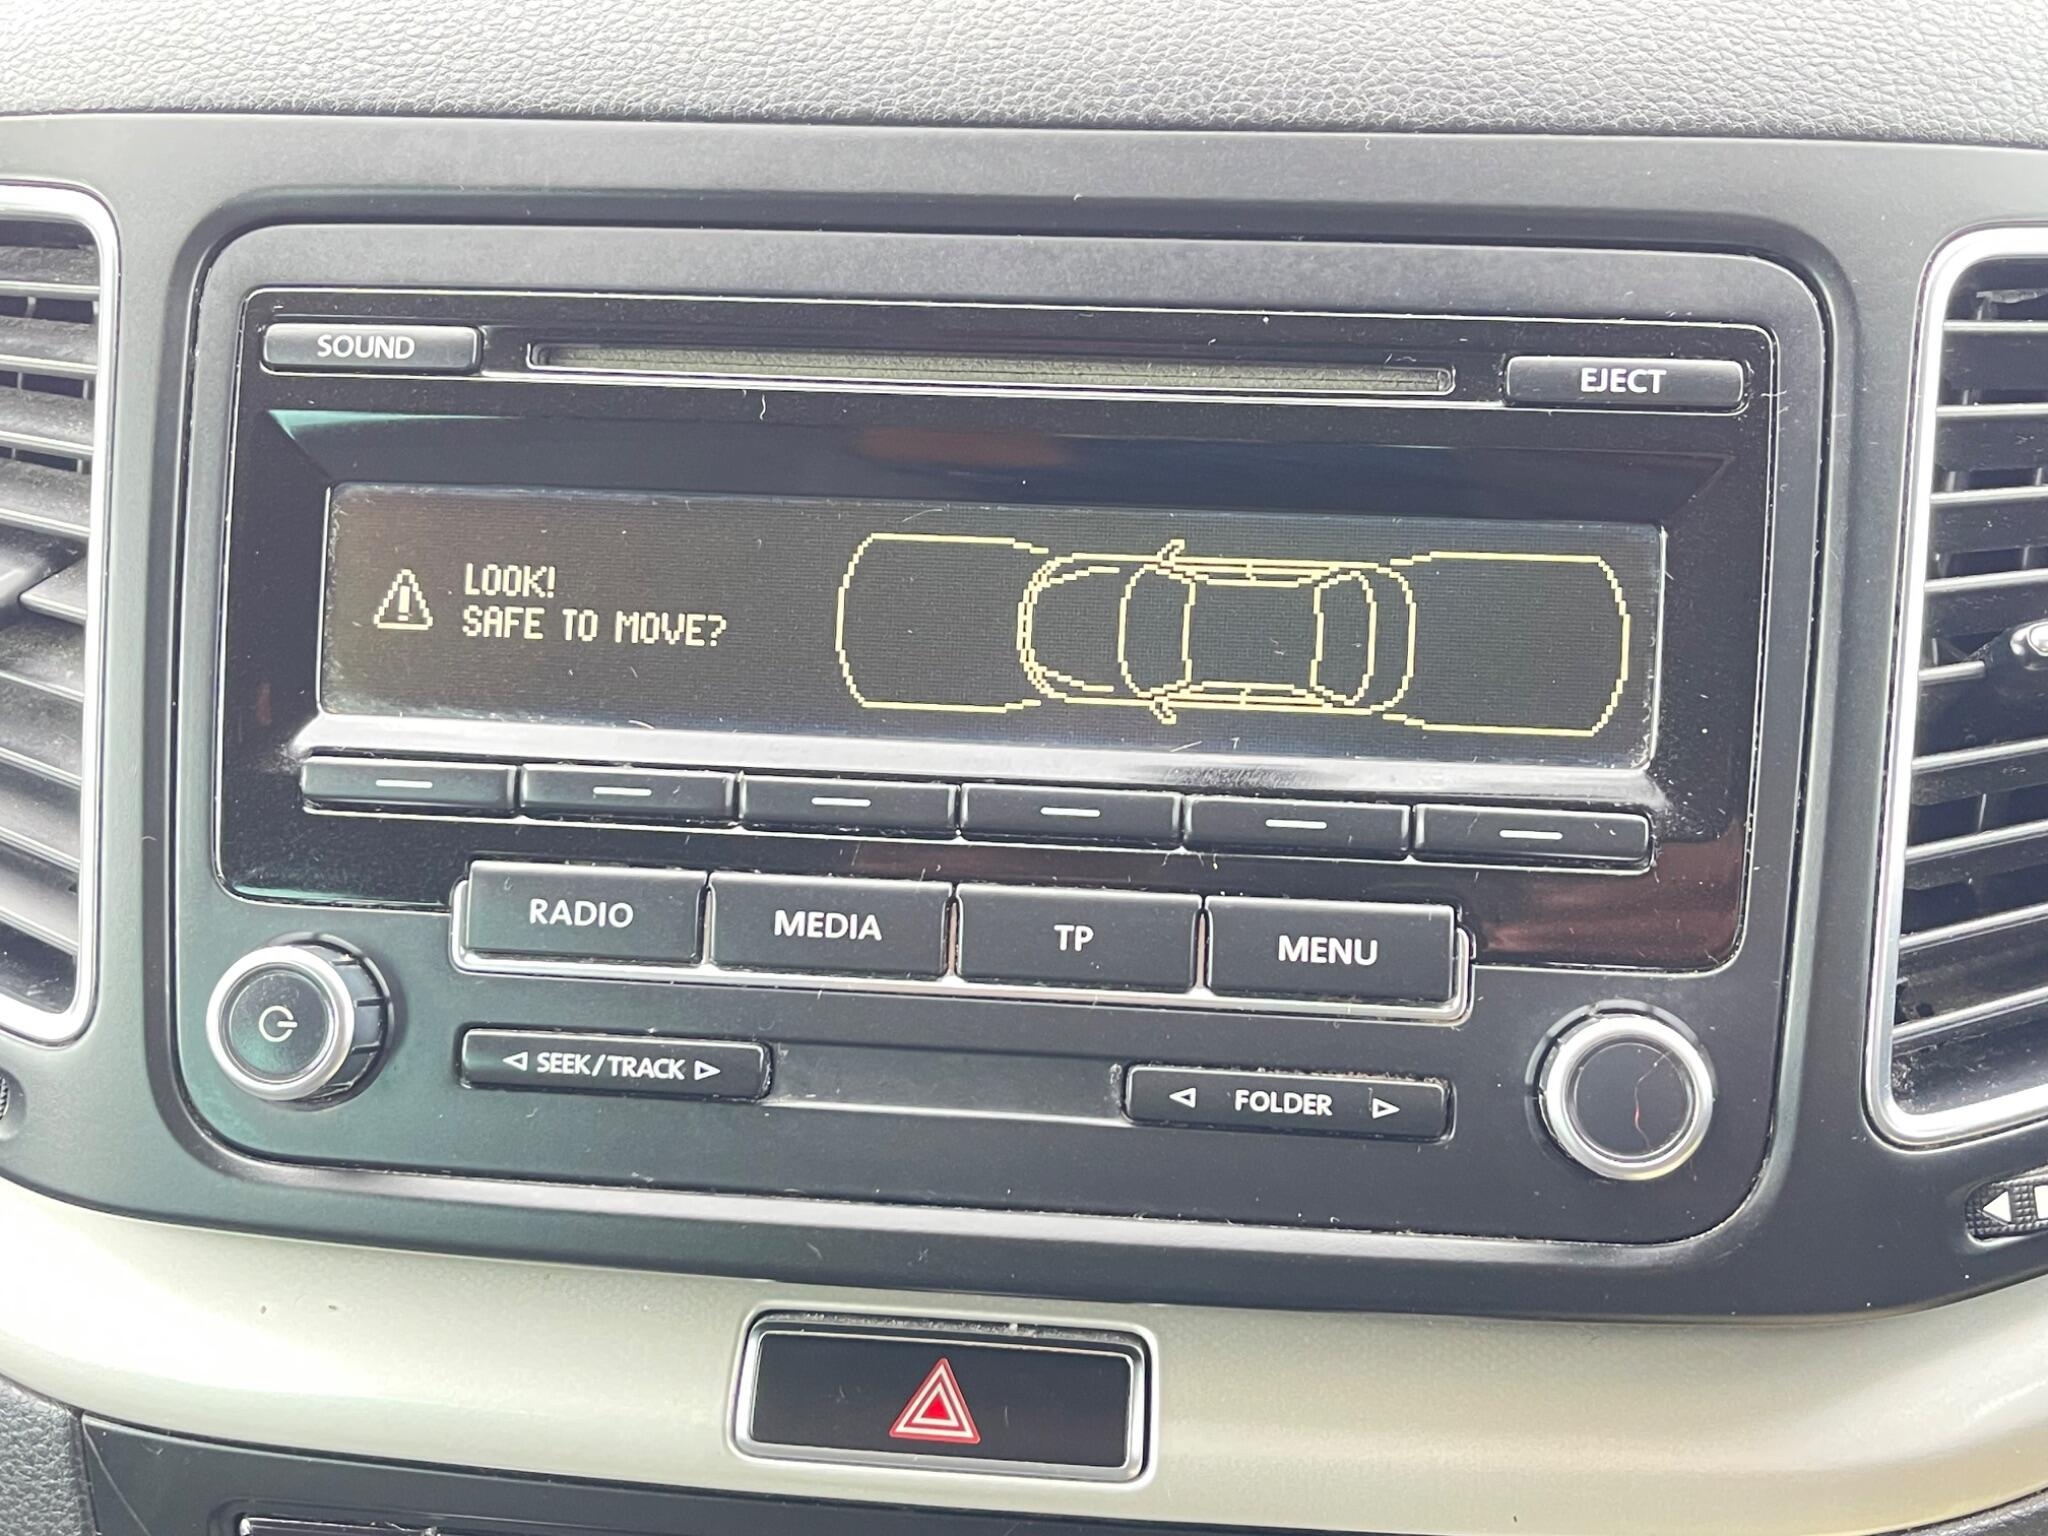 SOUND
EJECT
LOOK!
SAFE TO MOVE?
RADIO
MEDIA
TP
MENU
SEEK/TRACK
FOLDER